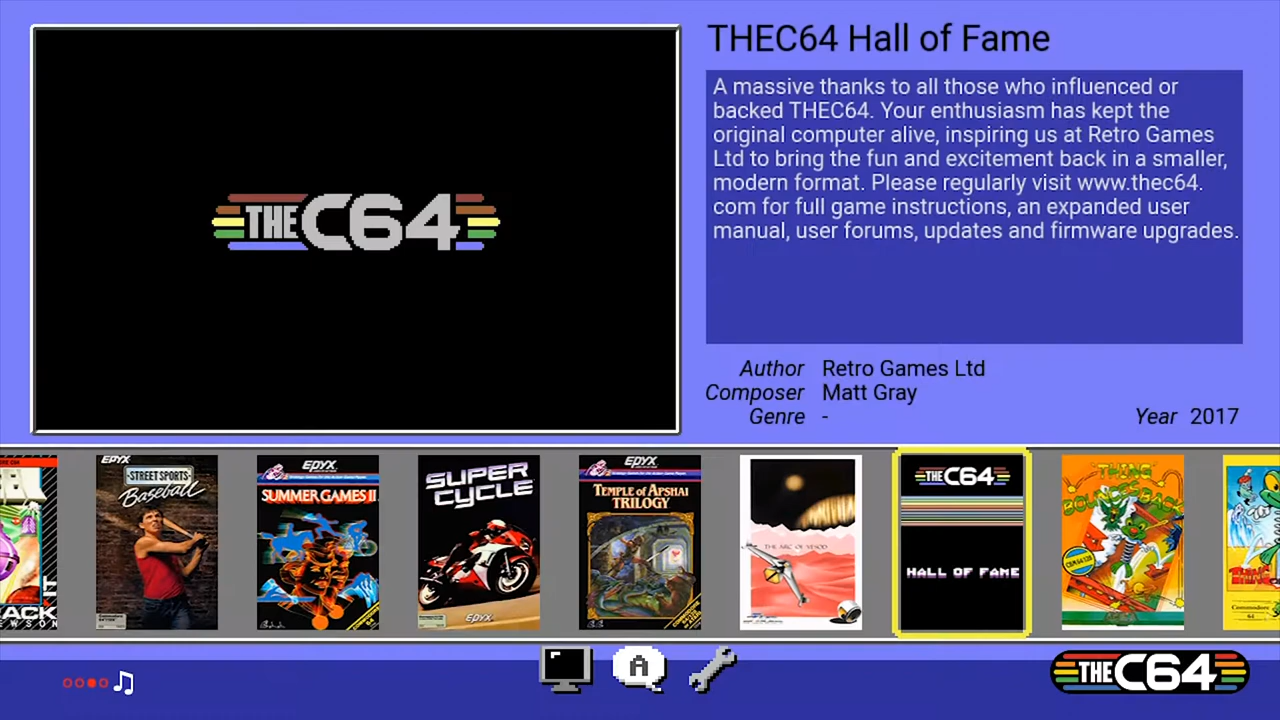 THEC64
THEC64 Hall of Fame
A massive thanks to all those who influenced or
backed THEC64. Your enthusiasm has kept the
original computer alive, inspiring us at Retro Games
Ltd to bring the fun and excitement back in a smaller,
modern format. Please regularly visit www.thec64.
com for full game instructions, an expanded user
manual, user forums, updates and firmware upgrades.
Author Retro Games Ltd
Composer Matt Gray
Genre -
Year 2017
EPYX
STREET SPORTS
Baseball
EPYX
SUMMER GAMES II
SUPER
CYCLE
EPYX
EPYX
TEMPLE of APSHAI
TRILOGY
THE ARC OF YESOD
THEC64
HALL OF FAME
THING
BOUNCES BACK
A
THEC64